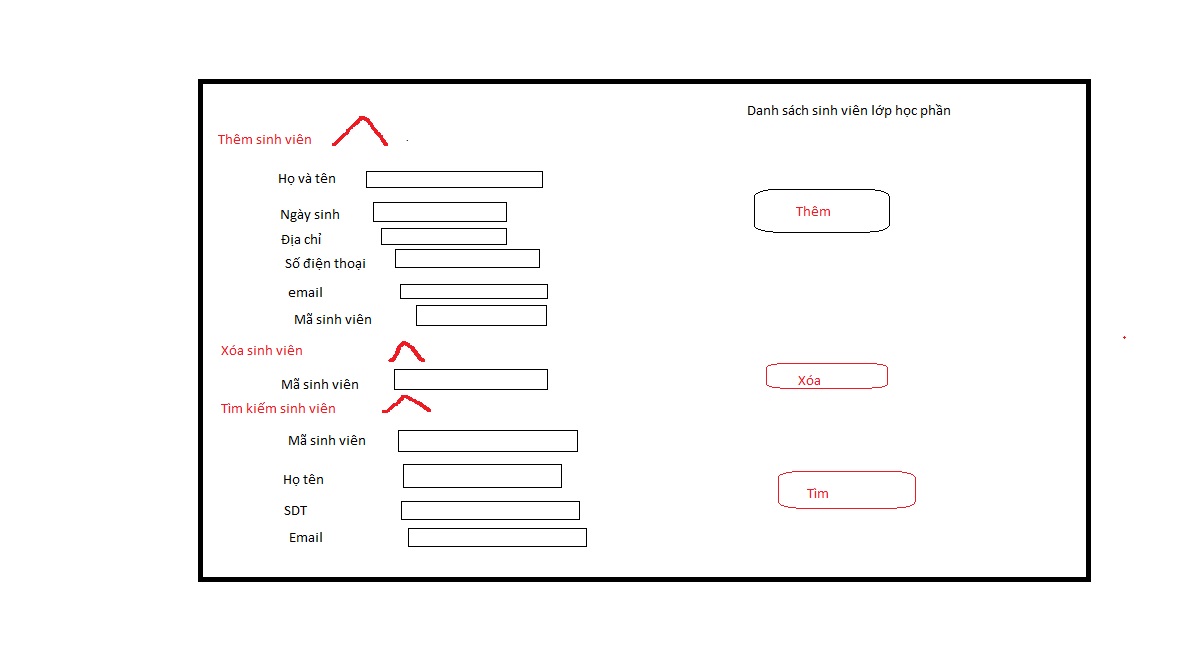 Danh sách sinh viên lớp học phần
Thêm sinh viên
Họ và tên
Thêm
Ngày sinh
Địa chỉ
Số điện thoại
email
Mã sinh viên
Xóa sinh viên
Xóa
Mã sinh viên
Tìm kiếm sinh viên
Mã sinh viên
Họ tên
Tìm
SDT
Email